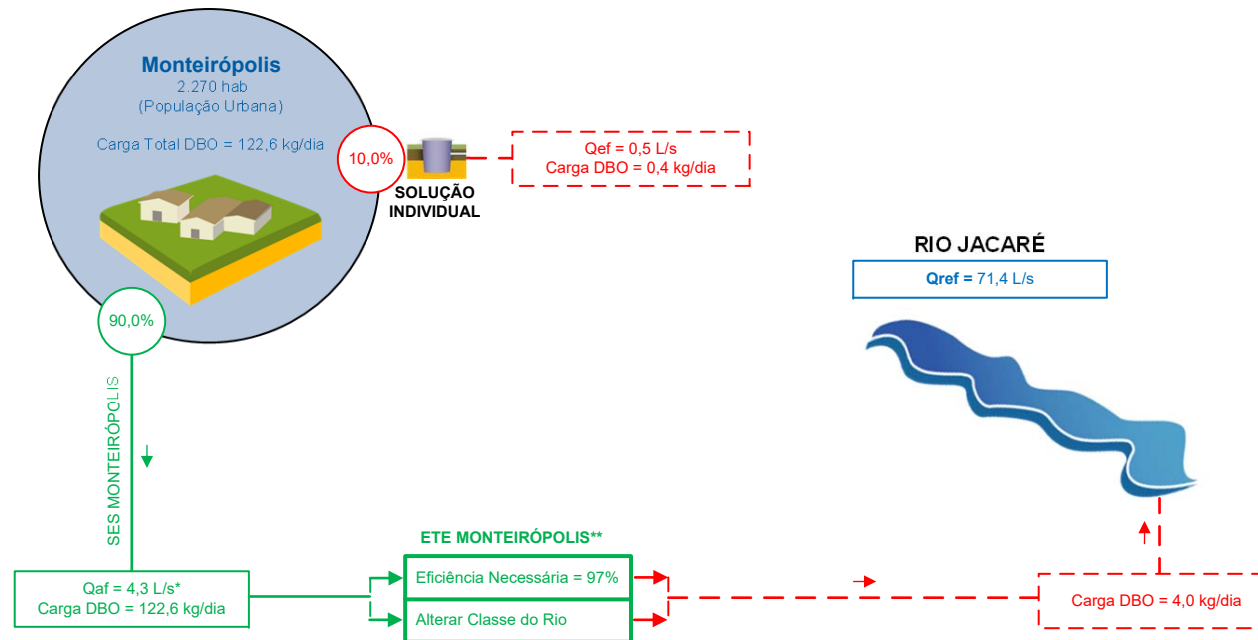 Monteirópolis
2.270 hab
(População Urbana)
Carga Total DBO = 122,6 kg/dia
10,0%
SOLUÇÃO
INDIVIDUAL
Qef = 0,5 L/s
Carga DBO = 0,4 kg/dia
RIO JACARÉ
Qref = 71,4 L/s
90,0%
SES MONTEIRÓPOLIS
Qaf = 4,3 L/s*
Carga DBO = 122,6 kg/dia
ETE MONTEIRÓPOLIS**
Eficiência Necessária = 97%
Alterar Classe do Rio
Carga DBO = 4,0 kg/dia